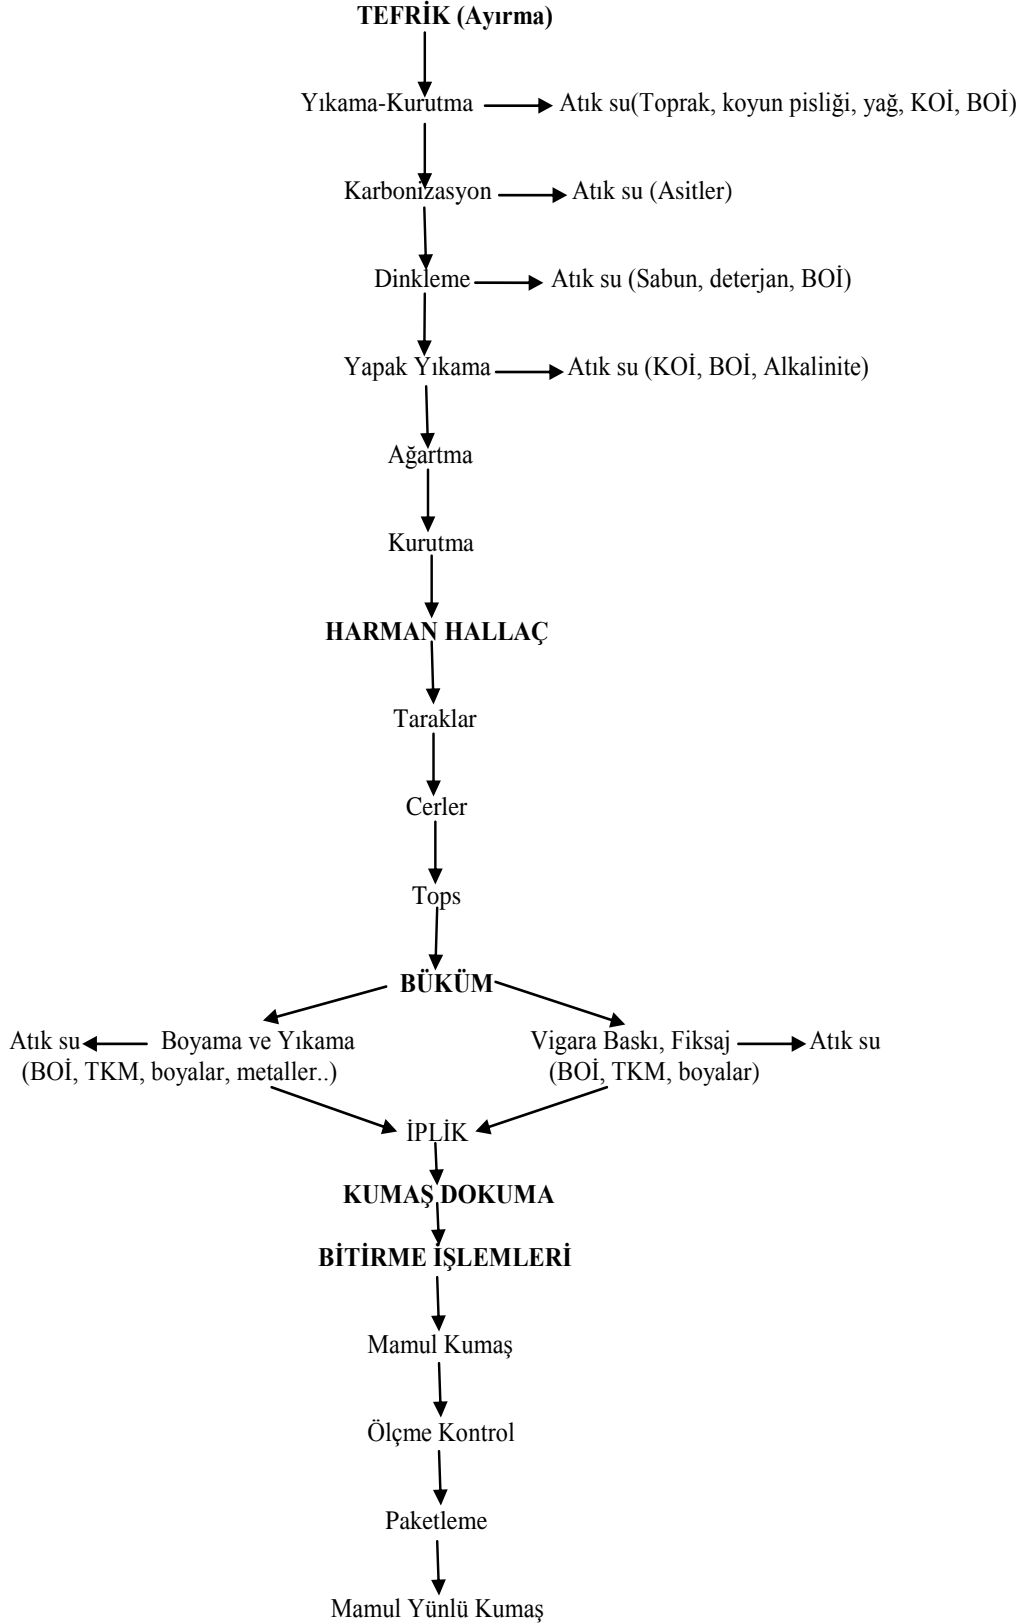 TEFRİK (Ayırma)
Yıkama-Kurutma Atık su(Toprak, koyun pisliği, yağ, KOİ, BOİ)
Karbonizasyon Atık su (Asitler)
Dinkleme Atık su (Sabun, deterjan, BOİ)
Yapak Yıkama Atık su (KOİ, BOİ, Alkalinite)
Ağartma
Kurutma
HARMAN HALLAÇ
Taraklar
Cerler
Tops
BÜKÜM
Atık su Boyama ve Yıkama Vigara Baskı, Fiksaj Atık su
(BOİ, TKM, boyalar, metaller..) (BOİ, TKM, boyalar)
İPLİK
KUMAŞ DOKUMA
BİTİRME İŞLEMLERİ
Mamul Kumaş
Ölçme Kontrol
Paketleme
Mamul Yünlü Kumaş